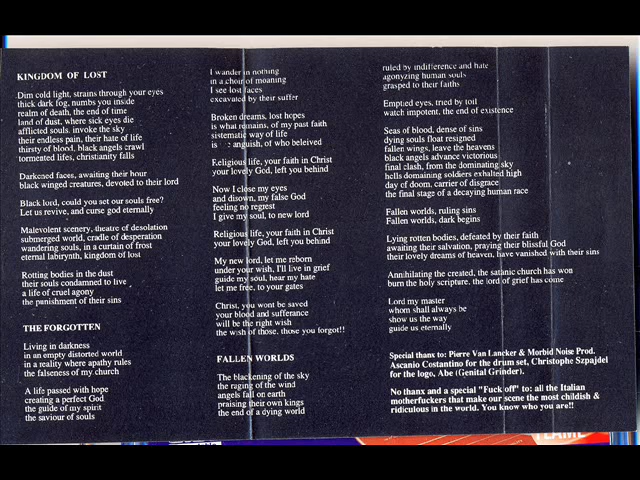 KINGDOM OF LOST
Dim cold light, strains through your eyes
thick dark fog, numbs you inside
realm of death, the end of time
land of dust, where sick eyes die
afflicted souls. invoke the sky
their endless pain, their hate of life
thirsty of blood, black angels crawl
tormented lifes, christianity falls
Darkened faces, awaiting their hour
black winged creatures, devoted to their lord
Black lord, could you set our souls free?
Let us revive, and curse god eternally
Malevolent scenery, theatre of desolation
submerged world, cradle of desperation
wandering souls, in a curtain of frost
eternal labirynth, kingdom of lost
Rotting bodies in the dust
their souls condamned to live
a life of cruel agony
the punishment of their sins
THE FORGOTTEN
Living in darkness
in an empty distorted world
in a reality where apathy rules
the falseness of my church
A life passed with hope
creating a perfect God
the guide of my spirit
the saviour of souls
I wander in nothing
in a choir of moaning
I see lost faces
excavated by their suffer
Broken dreams, lost hopes
is what remains, of my past faith
sistematic way of life
is anguish, of who beleived
Religious life, your faith in Christ
your lovely God, left you behind
Now I close my eyes
and disown, my false God
feeling no regret
I give my soul, to new lord
Religious life, your faith in Christ
your lovely God, left you behind
My new lord, let me reborn
under your wish, I'll live in grief
guide my soul, hear my hate
let me free, to your gates
Christ, you wont be saved
your blood and sufferance
will be the right wish
the wish of those. those you forgot!!
FALLEN WORLDS
The blackening of the sky
the raging of the wind
angels fall on earth
praising their own kings
the end of a dying world
ruled by indifference and hate
agonyzing human souls
grasped to their faiths
Emptied eyes, tried by toil
watch impotent, the end of existence
Seas of blood, dense of sins
dying souls float resigned
fallen wings, leave the heavens
black angels advance victorious
final clash, from the dominating sky
hells domaining soldiers exhalted high
day of doom, carrier of disgrace
the final stage of a decaying human race
Fallen worlds, ruling sins
Fallen worlds, dark begins
Lying rotten bodies, defeated by their faith
awaiting their salvation, praying their blissful God
their lovely dreams of heaven, have vanished with their sins
Annihilating the created, the satanic church has won
burn the holy scripture, the lord of grief has come
Lord my master
whom shall always be
show us the way
guide us eternally
Special thanx to: Pierre Van Lancker & Morbid Noise Prod.
Ascanio Costantino for the drum set, Christophe Szpajdel
for the logo, Abe (Genital Grinder).
No thanx and a special "Fuck off" to: all the Italian
motherfuckers that make our scene the most childish &
ridiculous in the world. You know who you are!!
FLAME